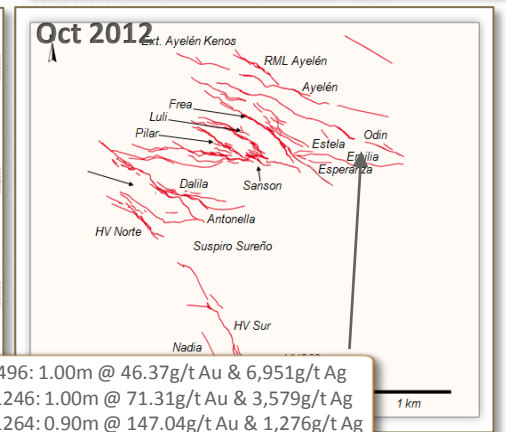 Oct 2012
Ext. Ayelén Kenos
RML Ayelén
Ayelén
Frea
Luli
Pilar
Odin
Estela
Emilia
Esperanza
Dalila
Sanson
Antonella
HV Norte
Suspiro Sureño
HV Sur
Nadia
496: 1.00m @ 46.37g/t Au & 6,951g/t Ag
1246: 1.00m @ 71.31g/t Au & 3,579g/t Ag
1264: 0.90m @ 147.04g/t Au & 1,276g/t Ag
1 km